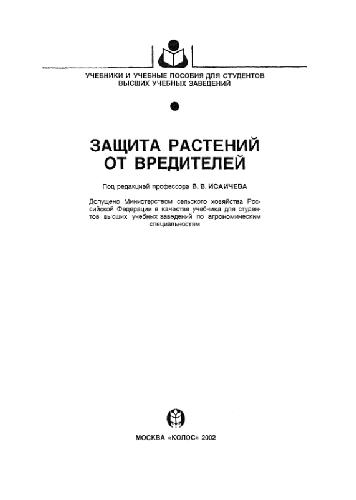 УЧЕБНИКИ И УЧЕБНЫЕ ПОСОБИЯ ДЛЯ СТУДЕНТОВ
ВЫСШИХ УЧЕБНЫХ ЗАВЕДЕНИЙ
ЗАЩИТА РАСТЕНИЙ
ОТ ВРЕДИТЕЛЕЙ
Под редакцией профессора В. В. ИСАИЧЕВА
Допущено Министерством сельского хозяйства Рос-
сийской Федерации в качестве учебника для студен-
тов высших учебных заведений по агрономическим
специальностям
МОСКВА «КОЛОС» 2002